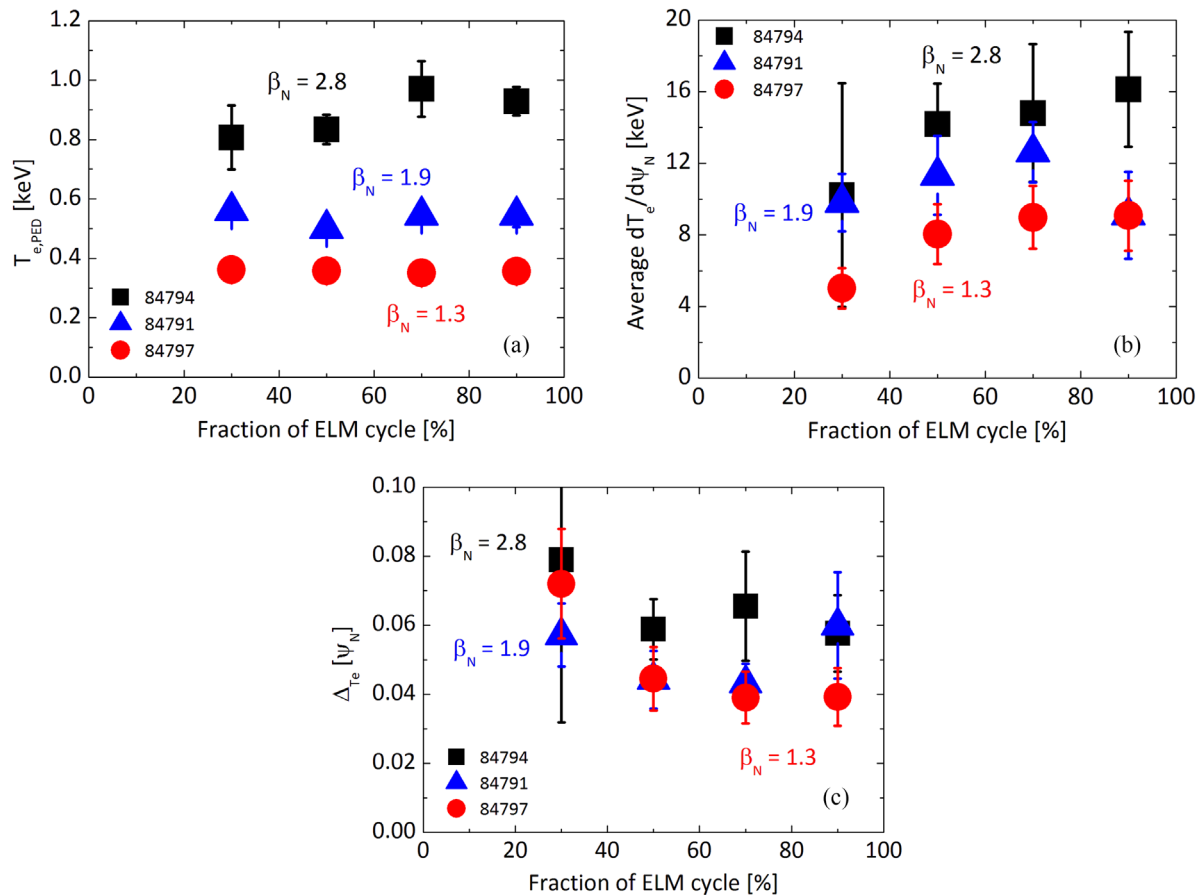 1.2
1.0
0.8
0.6
0.4
0.2
0.0
T_e,PED [keV]
β_N = 2.8
β_N = 1.9
β_N = 1.3
84794
84791
84797
(a)
0 20 40 60 80 100
Fraction of ELM cycle [%]
20
16
12
8
4
0
Average dT_e/dψ_N [keV]
84794
84791
84797
β_N = 2.8
β_N = 1.9
β_N = 1.3
(b)
0 20 40 60 80 100
Fraction of ELM cycle [%]
0.10
0.08
0.06
0.04
0.02
0.00
Δ_Te [ψ_N]
β_N = 2.8
β_N = 1.9
β_N = 1.3
84794
84791
84797
(c)
0 20 40 60 80 100
Fraction of ELM cycle [%]